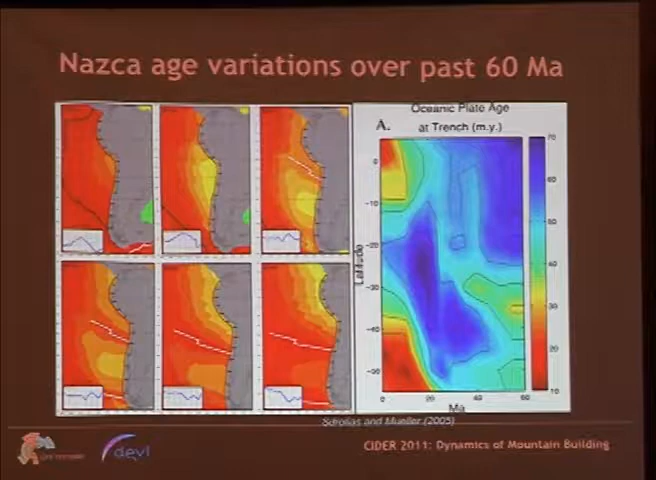 Nazca age variations over past 60 Ma
Oceanic Plate Age
A. at Trench (m.y.)
0
-10
-20
-30
-40
-50
Latitude
0
20
40
60
Ma
70
60
50
40
30
20
10
Sdrolias and Mueller (2005)
devl
CIDER 2011: Dynamics of Mountain Building